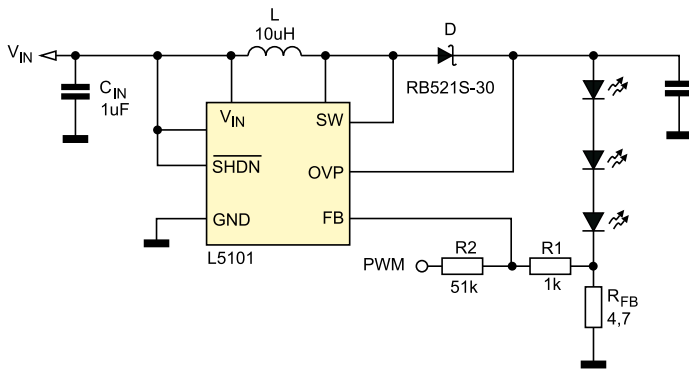 L
10uH
D
VIN
CIN
1uF
RB521S-30
VIN
SW
SHDN
OVP
GND
FB
L5101
PWM
R2
51k
R1
1k
RFB
4,7